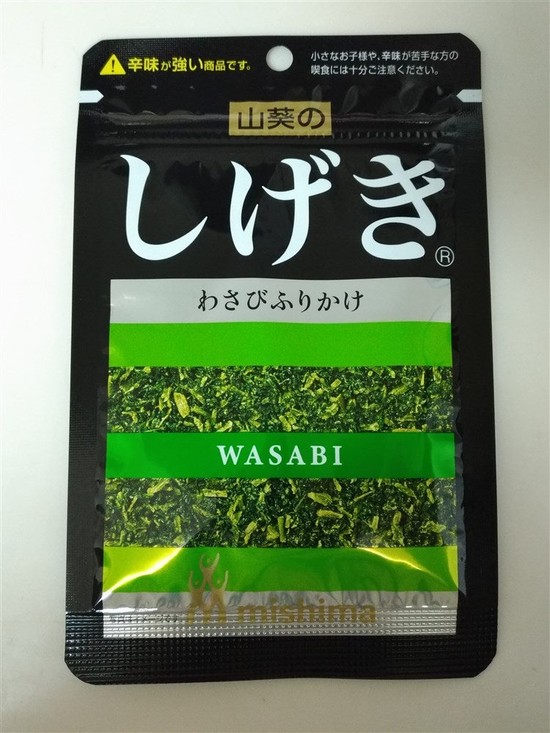 辛味が強い商品です。
小さなお子様や、辛味が苦手な方の
喫食には十分ご注意ください。
山葵の
しげき®
わさびふりかけ
WASABI
mishima